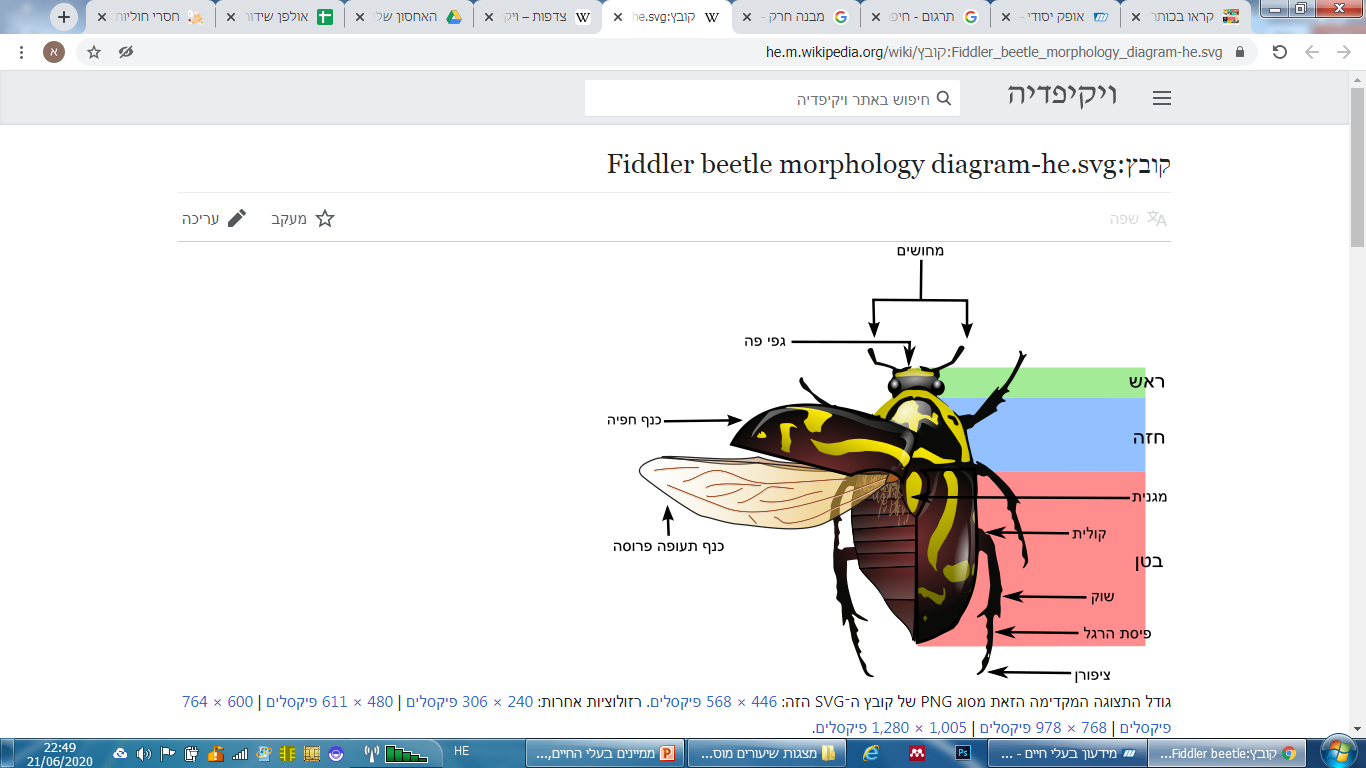 קראו בכותר
אופק יסודי -
תרגום - חיפ
מבנה חרק -
קובץ:he.svg
צדפות – ויק
האחסון של
אולפן שידור
חסרי חוליות
he.m.wikipedia.org/wiki/קובץ:Fiddler_beetle_morphology_diagram-he.svg
א
ויקיפדיה
חיפוש באתר ויקיפדיה
קובץ:Fiddler beetle morphology diagram-he.svg
שפה
מעקב
עריכה
מחושים
גפי פה
ראש
כנף חפיה
חזה
מגנית
קולית
כנף תעופה פרוסה
בטן
שוק
פיסת הרגל
ציפורן
גודל התצוגה המקדימה הזאת מסוג PNG של קובץ ה־SVG הזה: 446 × 568 פיקסלים. רזולוציות אחרות: 240 × 306 פיקסלים | 480 × 611 פיקסלים | 600 × 764
פיקסלים | 768 × 978 פיקסלים | 1,005 × 1,280 פיקסלים.
קובץ:Fiddler beetle...
מידעון בעלי חיים - ...
Ps
מצגות שיעורים מוס...
ממיינים בעלי החיים,...
HE
22:49
21/06/2020